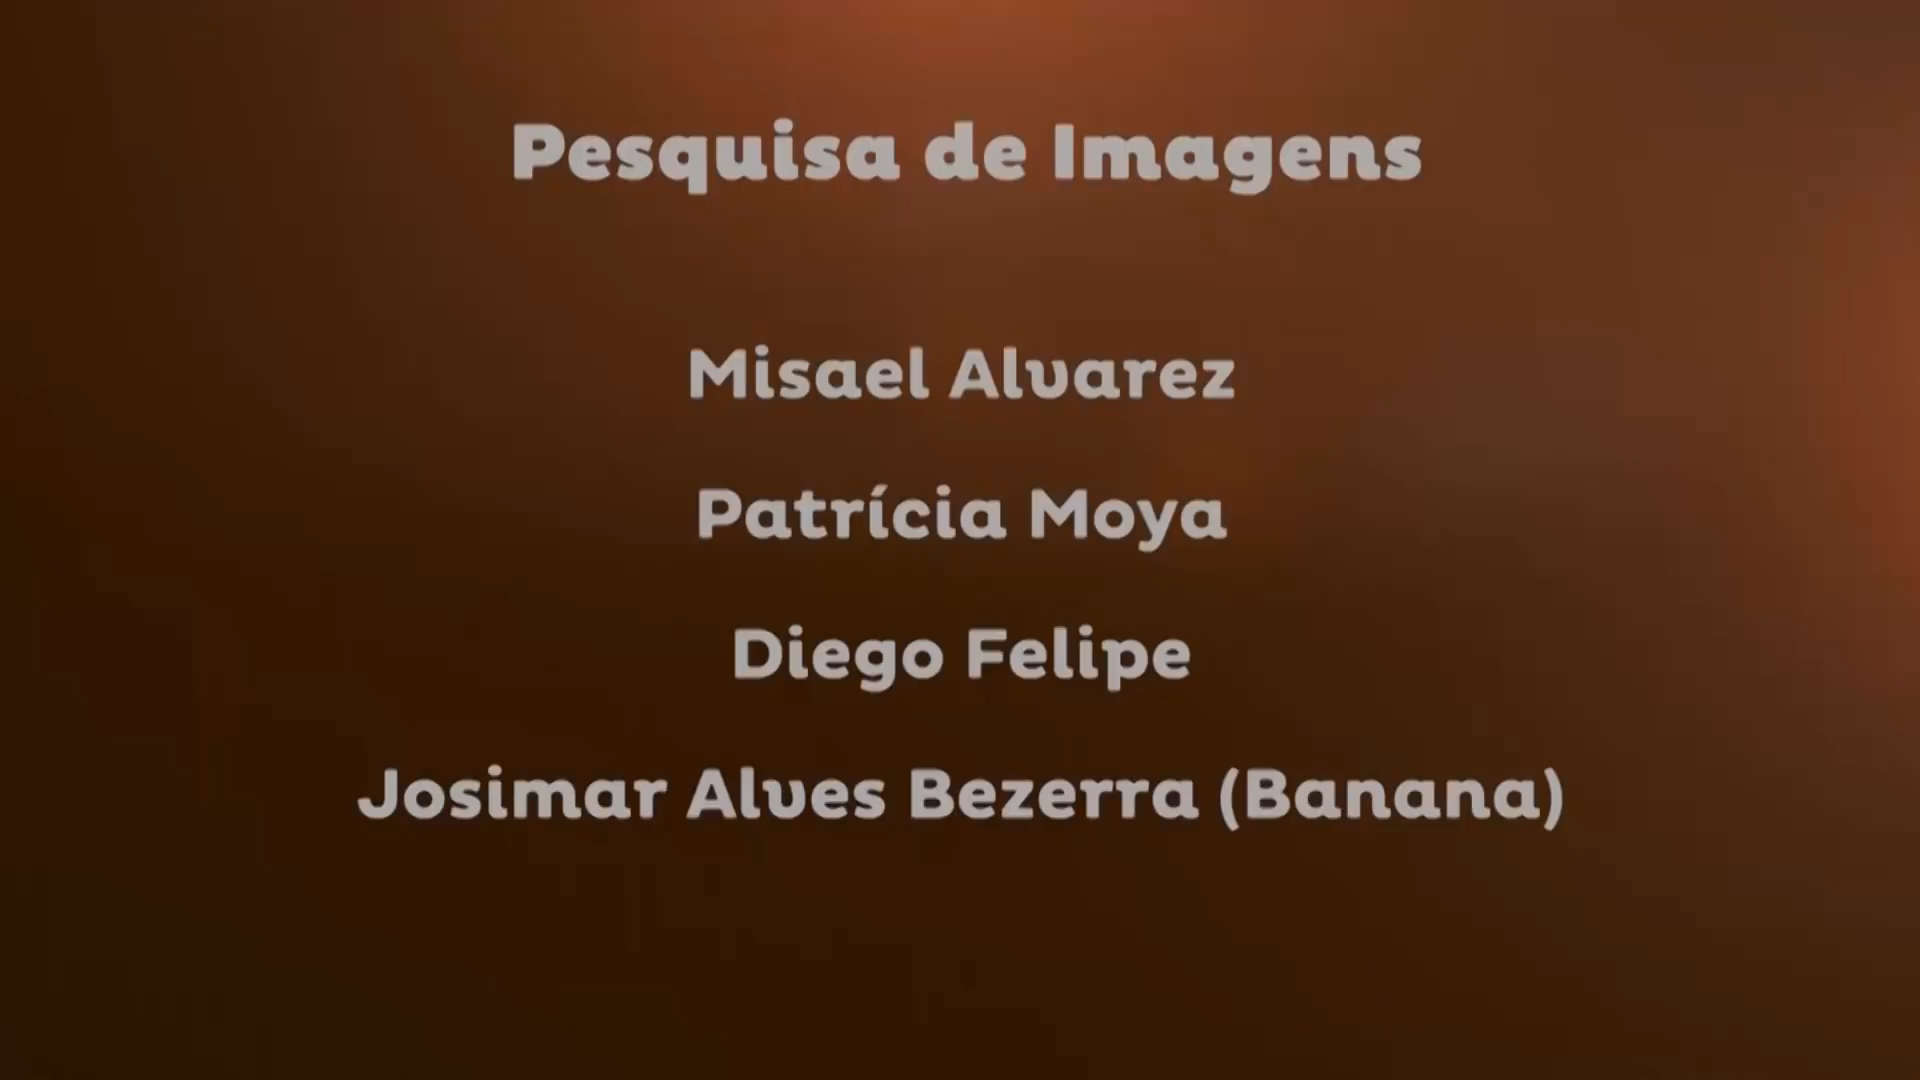 Pesquisa de Imagens
Misael Alvarez
Patrícia Moya
Diego Felipe
Josimar Alves Bezerra (Banana)